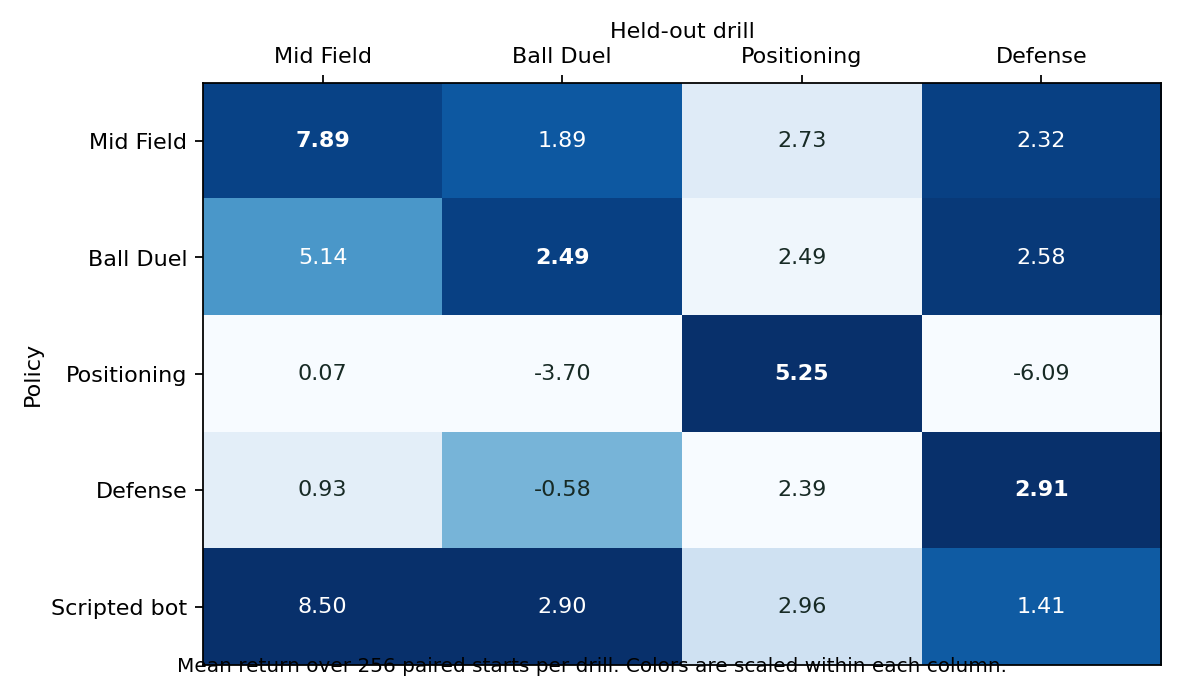 Held-out drill
Mid Field Ball Duel Positioning Defense
Policy
Mid Field 7.89 1.89 2.73 2.32
Ball Duel 5.14 2.49 2.49 2.58
Positioning 0.07 -3.70 5.25 -6.09
Defense 0.93 -0.58 2.39 2.91
Scripted bot 8.50 2.90 2.96 1.41
Mean return over 256 paired starts per drill. Colors are scaled within each column.